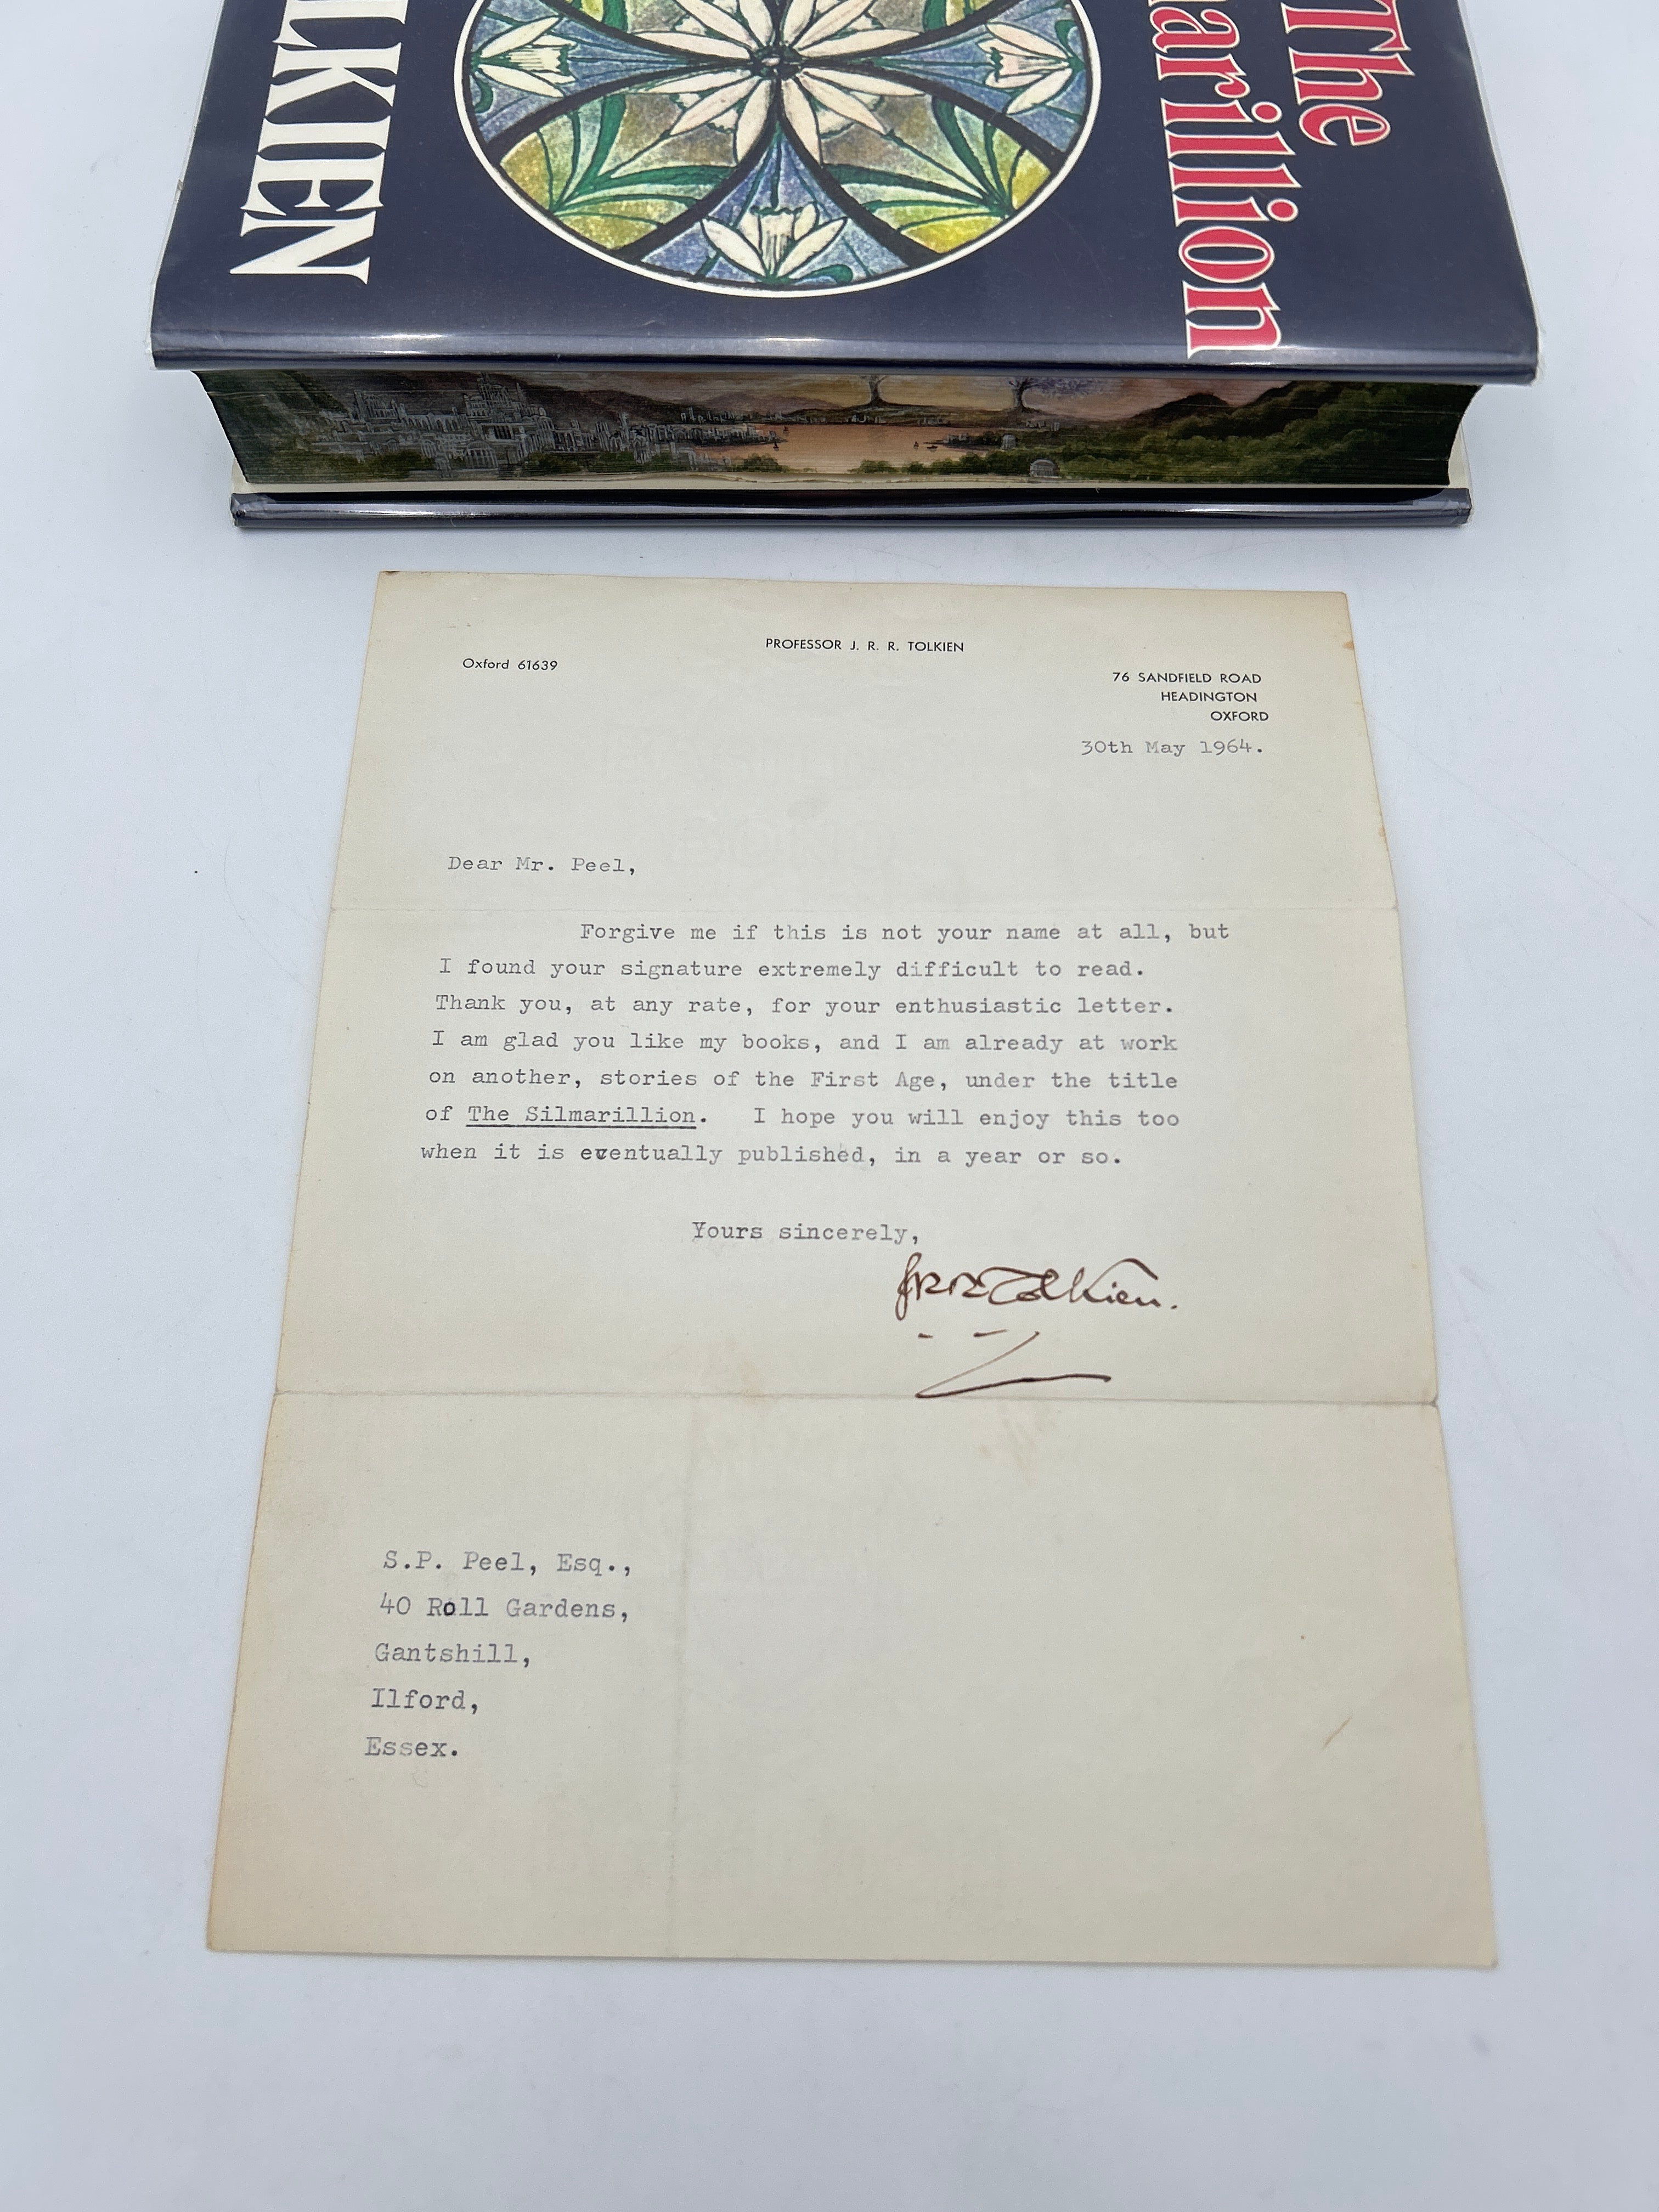 LKIEN
The
arillion
PROFESSOR J. R. R. TOLKIEN
Oxford 61639
76 SANDFIELD ROAD
HEADINGTON
OXFORD
30th May 1964.
Dear Mr. Peel,
Forgive me if this is not your name at all, but
I found your signature extremely difficult to read.
Thank you, at any rate, for your enthusiastic letter.
I am glad you like my books, and I am already at work
on another, stories of the First Age, under the title
of The Silmarillion. I hope you will enjoy this too
when it is eventually published, in a year or so.
Yours sincerely,
JRRTolkien.
S.P. Peel, Esq.,
40 Roll Gardens,
Gantshill,
Ilford,
Essex.